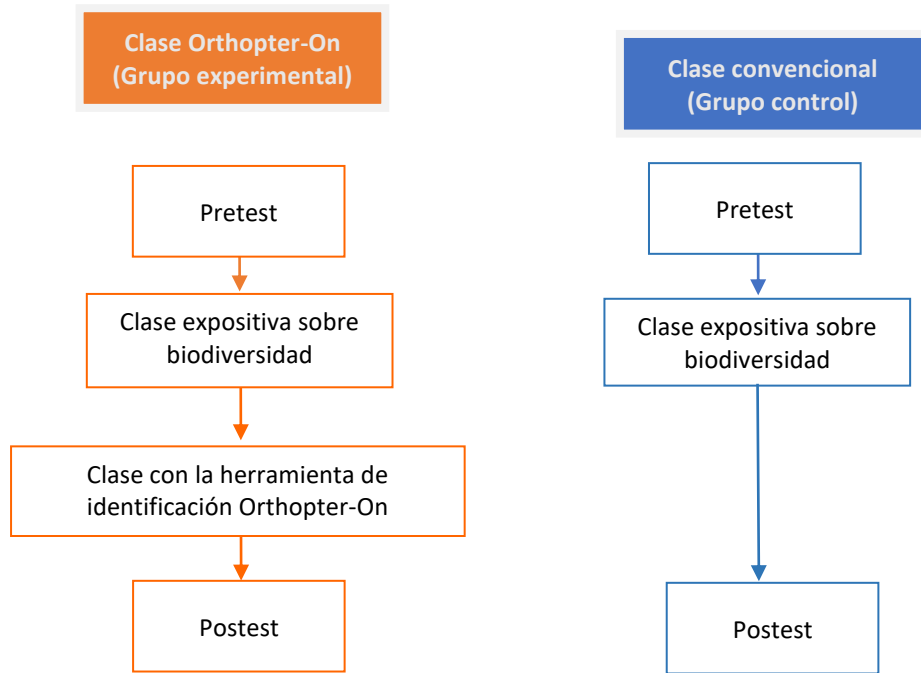 Clase Orthopter-On
(Grupo experimental)
Pretest
Clase expositiva sobre
biodiversidad
Clase con la herramienta de
identificación Orthopter-On
Postest
Clase convencional
(Grupo control)
Pretest
Clase expositiva sobre
biodiversidad
Postest